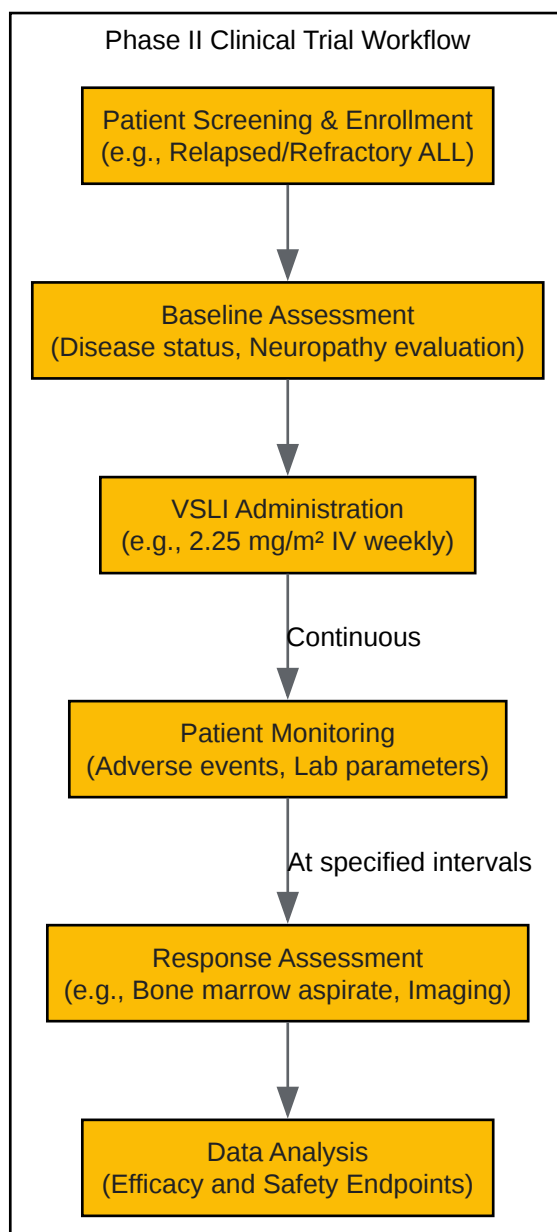 Phase II Clinical Trial Workflow
Patient Screening & Enrollment
(e.g., Relapsed/Refractory ALL)
Baseline Assessment
(Disease status, Neuropathy evaluation)
VSLI Administration
(e.g., 2.25 mg/m² IV weekly)
Continuous
Patient Monitoring
(Adverse events, Lab parameters)
At specified intervals
Response Assessment
(e.g., Bone marrow aspirate, Imaging)
Data Analysis
(Efficacy and Safety Endpoints)